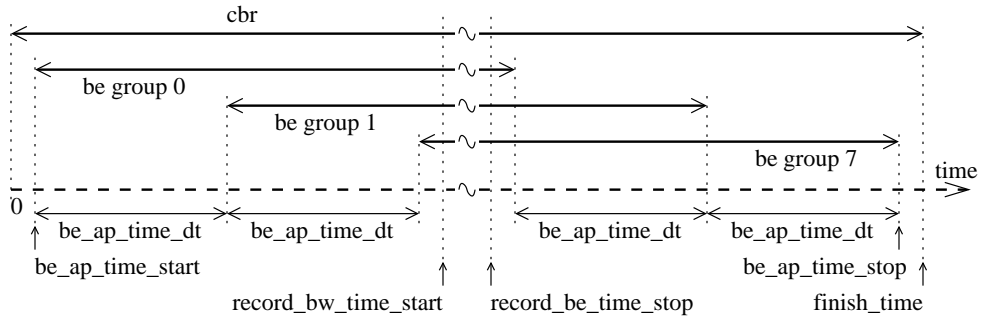 cbr
be group 0
be group 1
be group 7
time
0
be_ap_time_dt be_ap_time_dt be_ap_time_dt be_ap_time_dt
be_ap_time_start be_ap_time_stop
record_bw_time_start record_be_time_stop finish_time